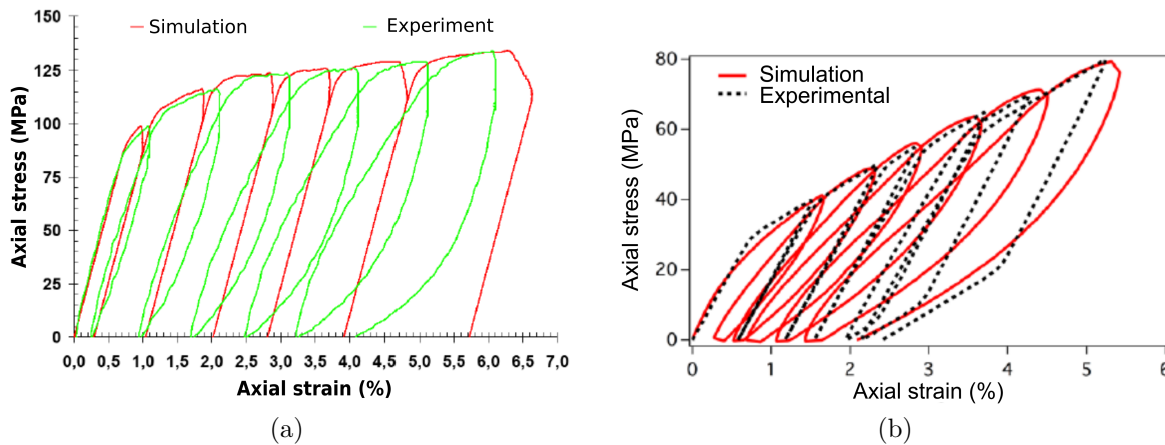 150
125
100
75
50
25
0
Axial stress (MPa)
Simulation
Experiment
0,0 0,5 1,0 1,5 2,0 2,5 3,0 3,5 4,0 4,5 5,0 5,5 6,0 6,5 7,0
Axial strain (%)
(a)
80
60
40
20
0
Axial stress (MPa)
Simulation
Experimental
0 1 2 3 4 5 6
Axial strain (%)
(b)